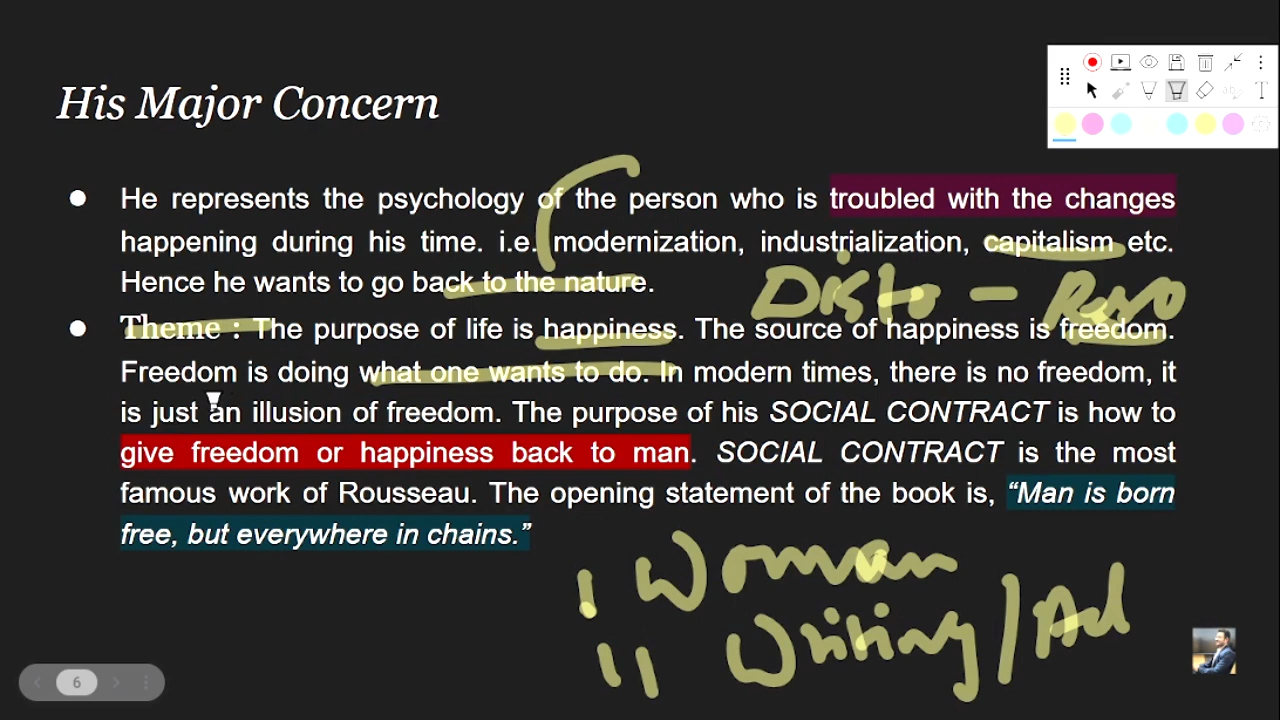 His Major Concern
● He represents the psychology of the person who is troubled with the changes
happening during his time. i.e. modernization, industrialization, capitalism etc.
Hence he wants to go back to the nature.
Disto - Reno
● Theme : The purpose of life is happiness. The source of happiness is freedom.
Freedom is doing what one wants to do. In modern times, there is no freedom, it
is just an illusion of freedom. The purpose of his SOCIAL CONTRACT is how to
give freedom or happiness back to man. SOCIAL CONTRACT is the most
famous work of Rousseau. The opening statement of the book is, “Man is born
free, but everywhere in chains.”
i Woman
ii Writing / Ad
6